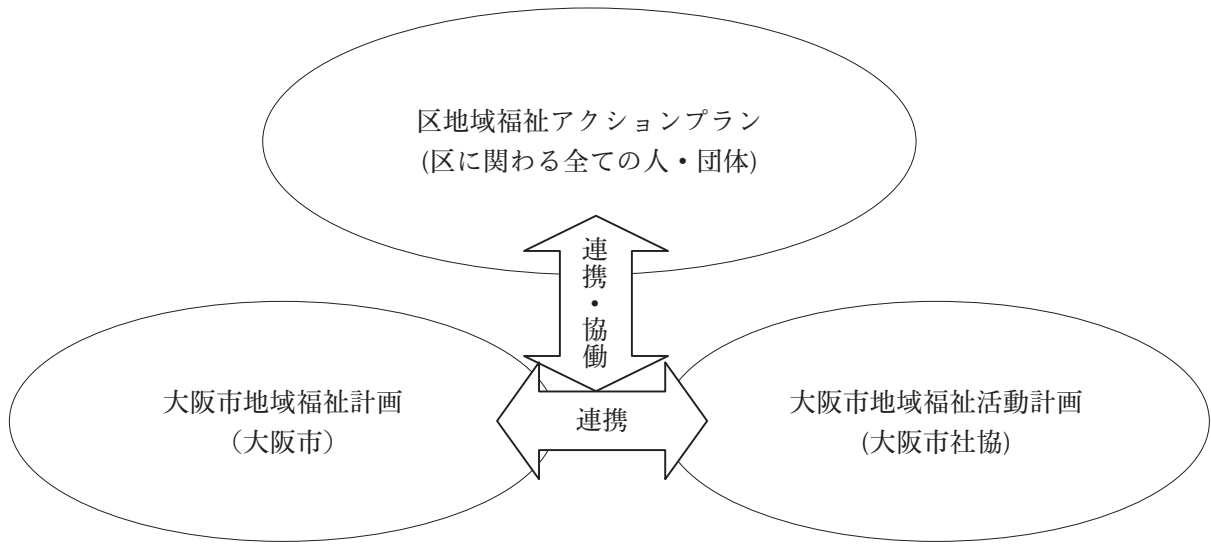 区地域福祉アクションプラン
(区に関わる全ての人・団体)
連携・協働
大阪市地域福祉計画
（大阪市）
連携
大阪市地域福祉活動計画
(大阪市社協)